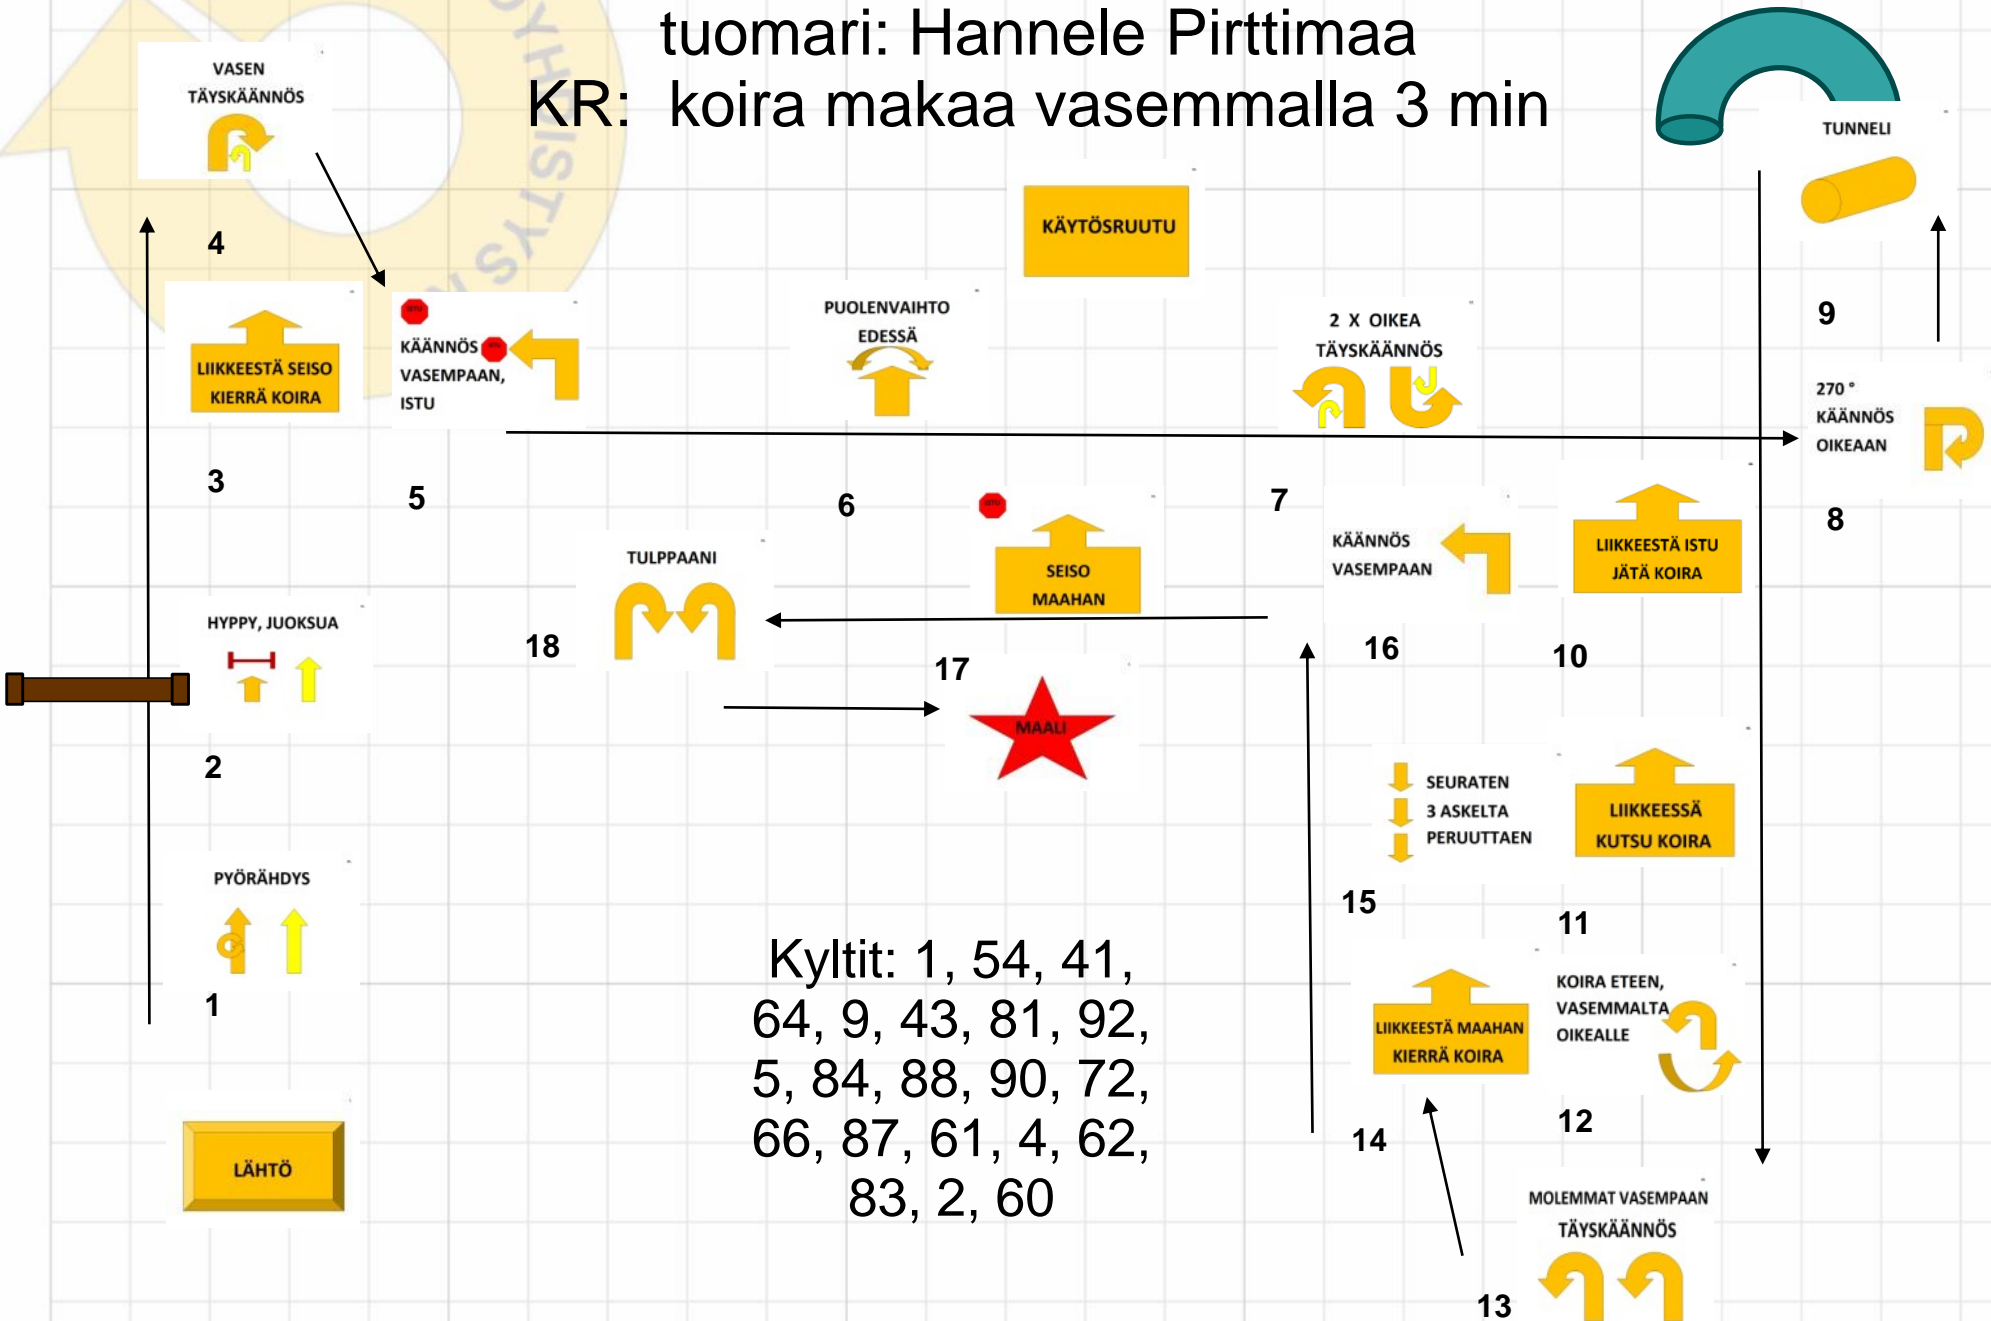 tuomari: Hannele Pirttimaa
KR: koira makaa vasemmalla 3 min
VASEN
TÄYSKÄÄNNÖS
4
LIIKKEESTÄ SEISO
KIERRÄ KOIRA
3
HYPPY, JUOKSUA
2
PYÖRÄHDYS
1
LÄHTÖ
KÄÄNNÖS
VASEMPAAN,
ISTU
5
PUOLENVAIHTO
EDESSÄ
6
KÄYTÖSRUUTU
2 X OIKEA
TÄYSKÄÄNNÖS
7
TUNNELI
9
270 °
KÄÄNNÖS
OIKEAAN
8
TULPPAANI
18
SEISO
MAAHAN
17
MAALI
KÄÄNNÖS
VASEMPAAN
16
LIIKKEESTÄ ISTU
JÄTÄ KOIRA
10
SEURATEN
3 ASKELTA
PERUUTTAEN
15
LIIKKEESSÄ
KUTSU KOIRA
11
LIIKKEESTÄ MAAHAN
KIERRÄ KOIRA
14
KOIRA ETEEN,
VASEMMALTA
OIKEALLE
12
MOLEMMAT VASEMPAAN
TÄYSKÄÄNNÖS
13
Kyltit: 1, 54, 41,
64, 9, 43, 81, 92,
5, 84, 88, 90, 72,
66, 87, 61, 4, 62,
83, 2, 60